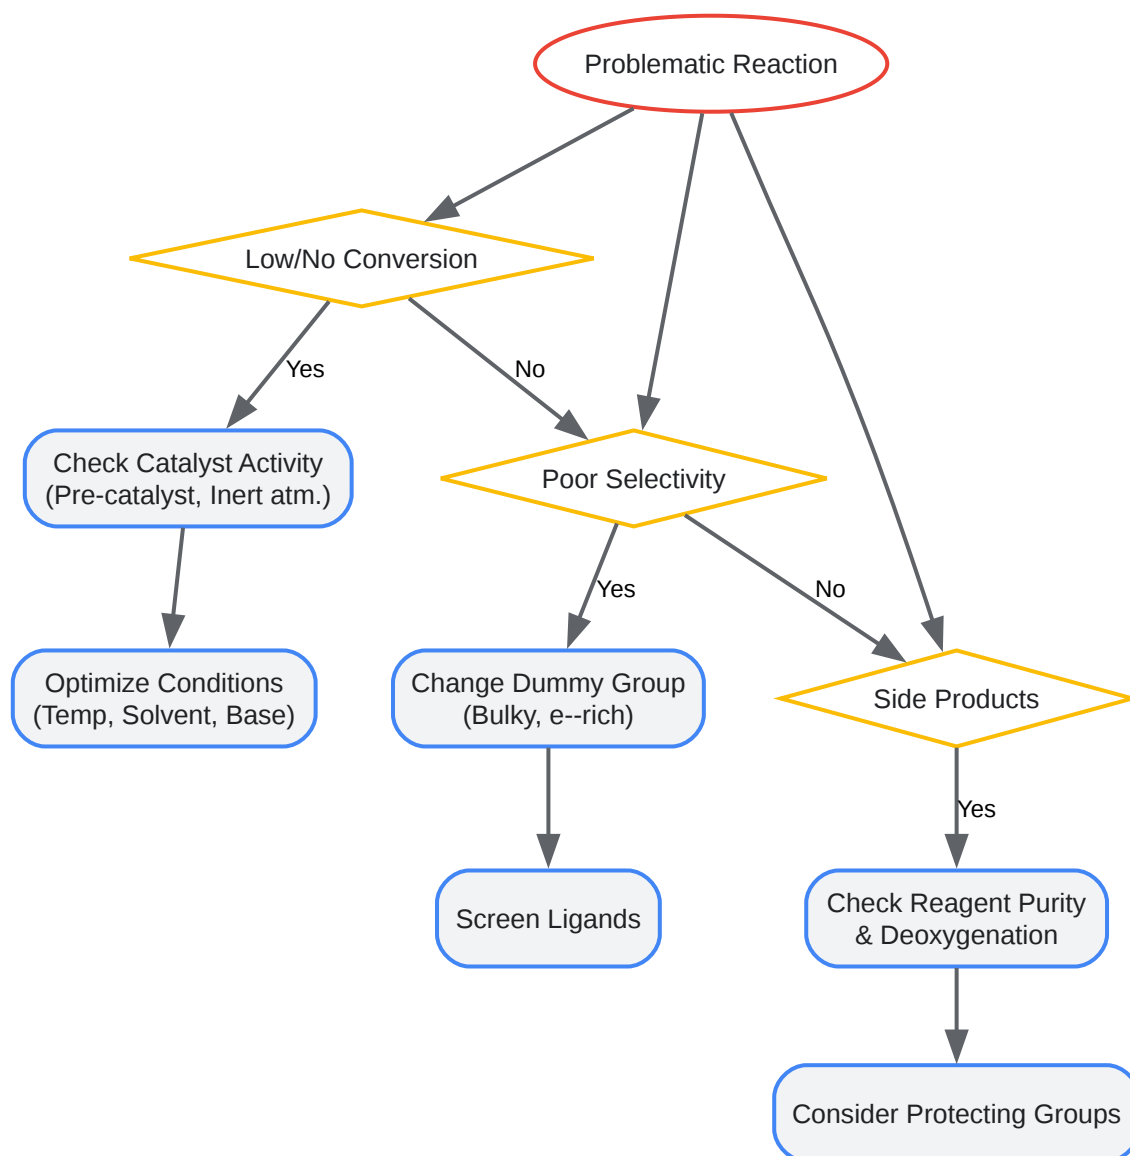 Problematic Reaction
Low/No Conversion
Yes
No
Check Catalyst Activity
(Pre-catalyst, Inert atm.)
Poor Selectivity
Yes
No
Optimize Conditions
(Temp, Solvent, Base)
Change Dummy Group
(Bulky, e--rich)
Side Products
Yes
Screen Ligands
Check Reagent Purity
& Deoxygenation
Consider Protecting Groups